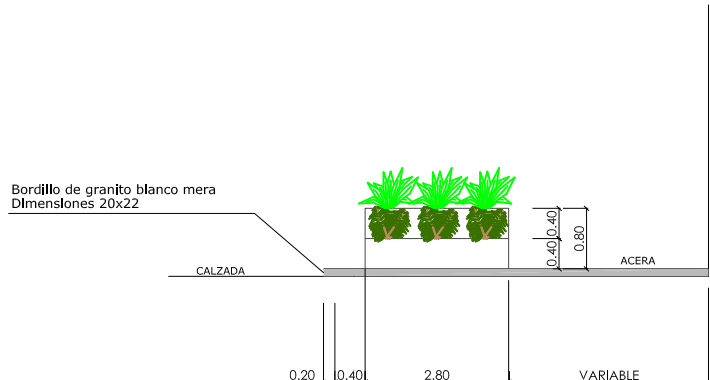 Bordillo de granito blanco mera
Dimensiones 20x22
0.40
0.40
0.80
CALZADA
ACERA
0.20
0.40
2.80
VARIABLE